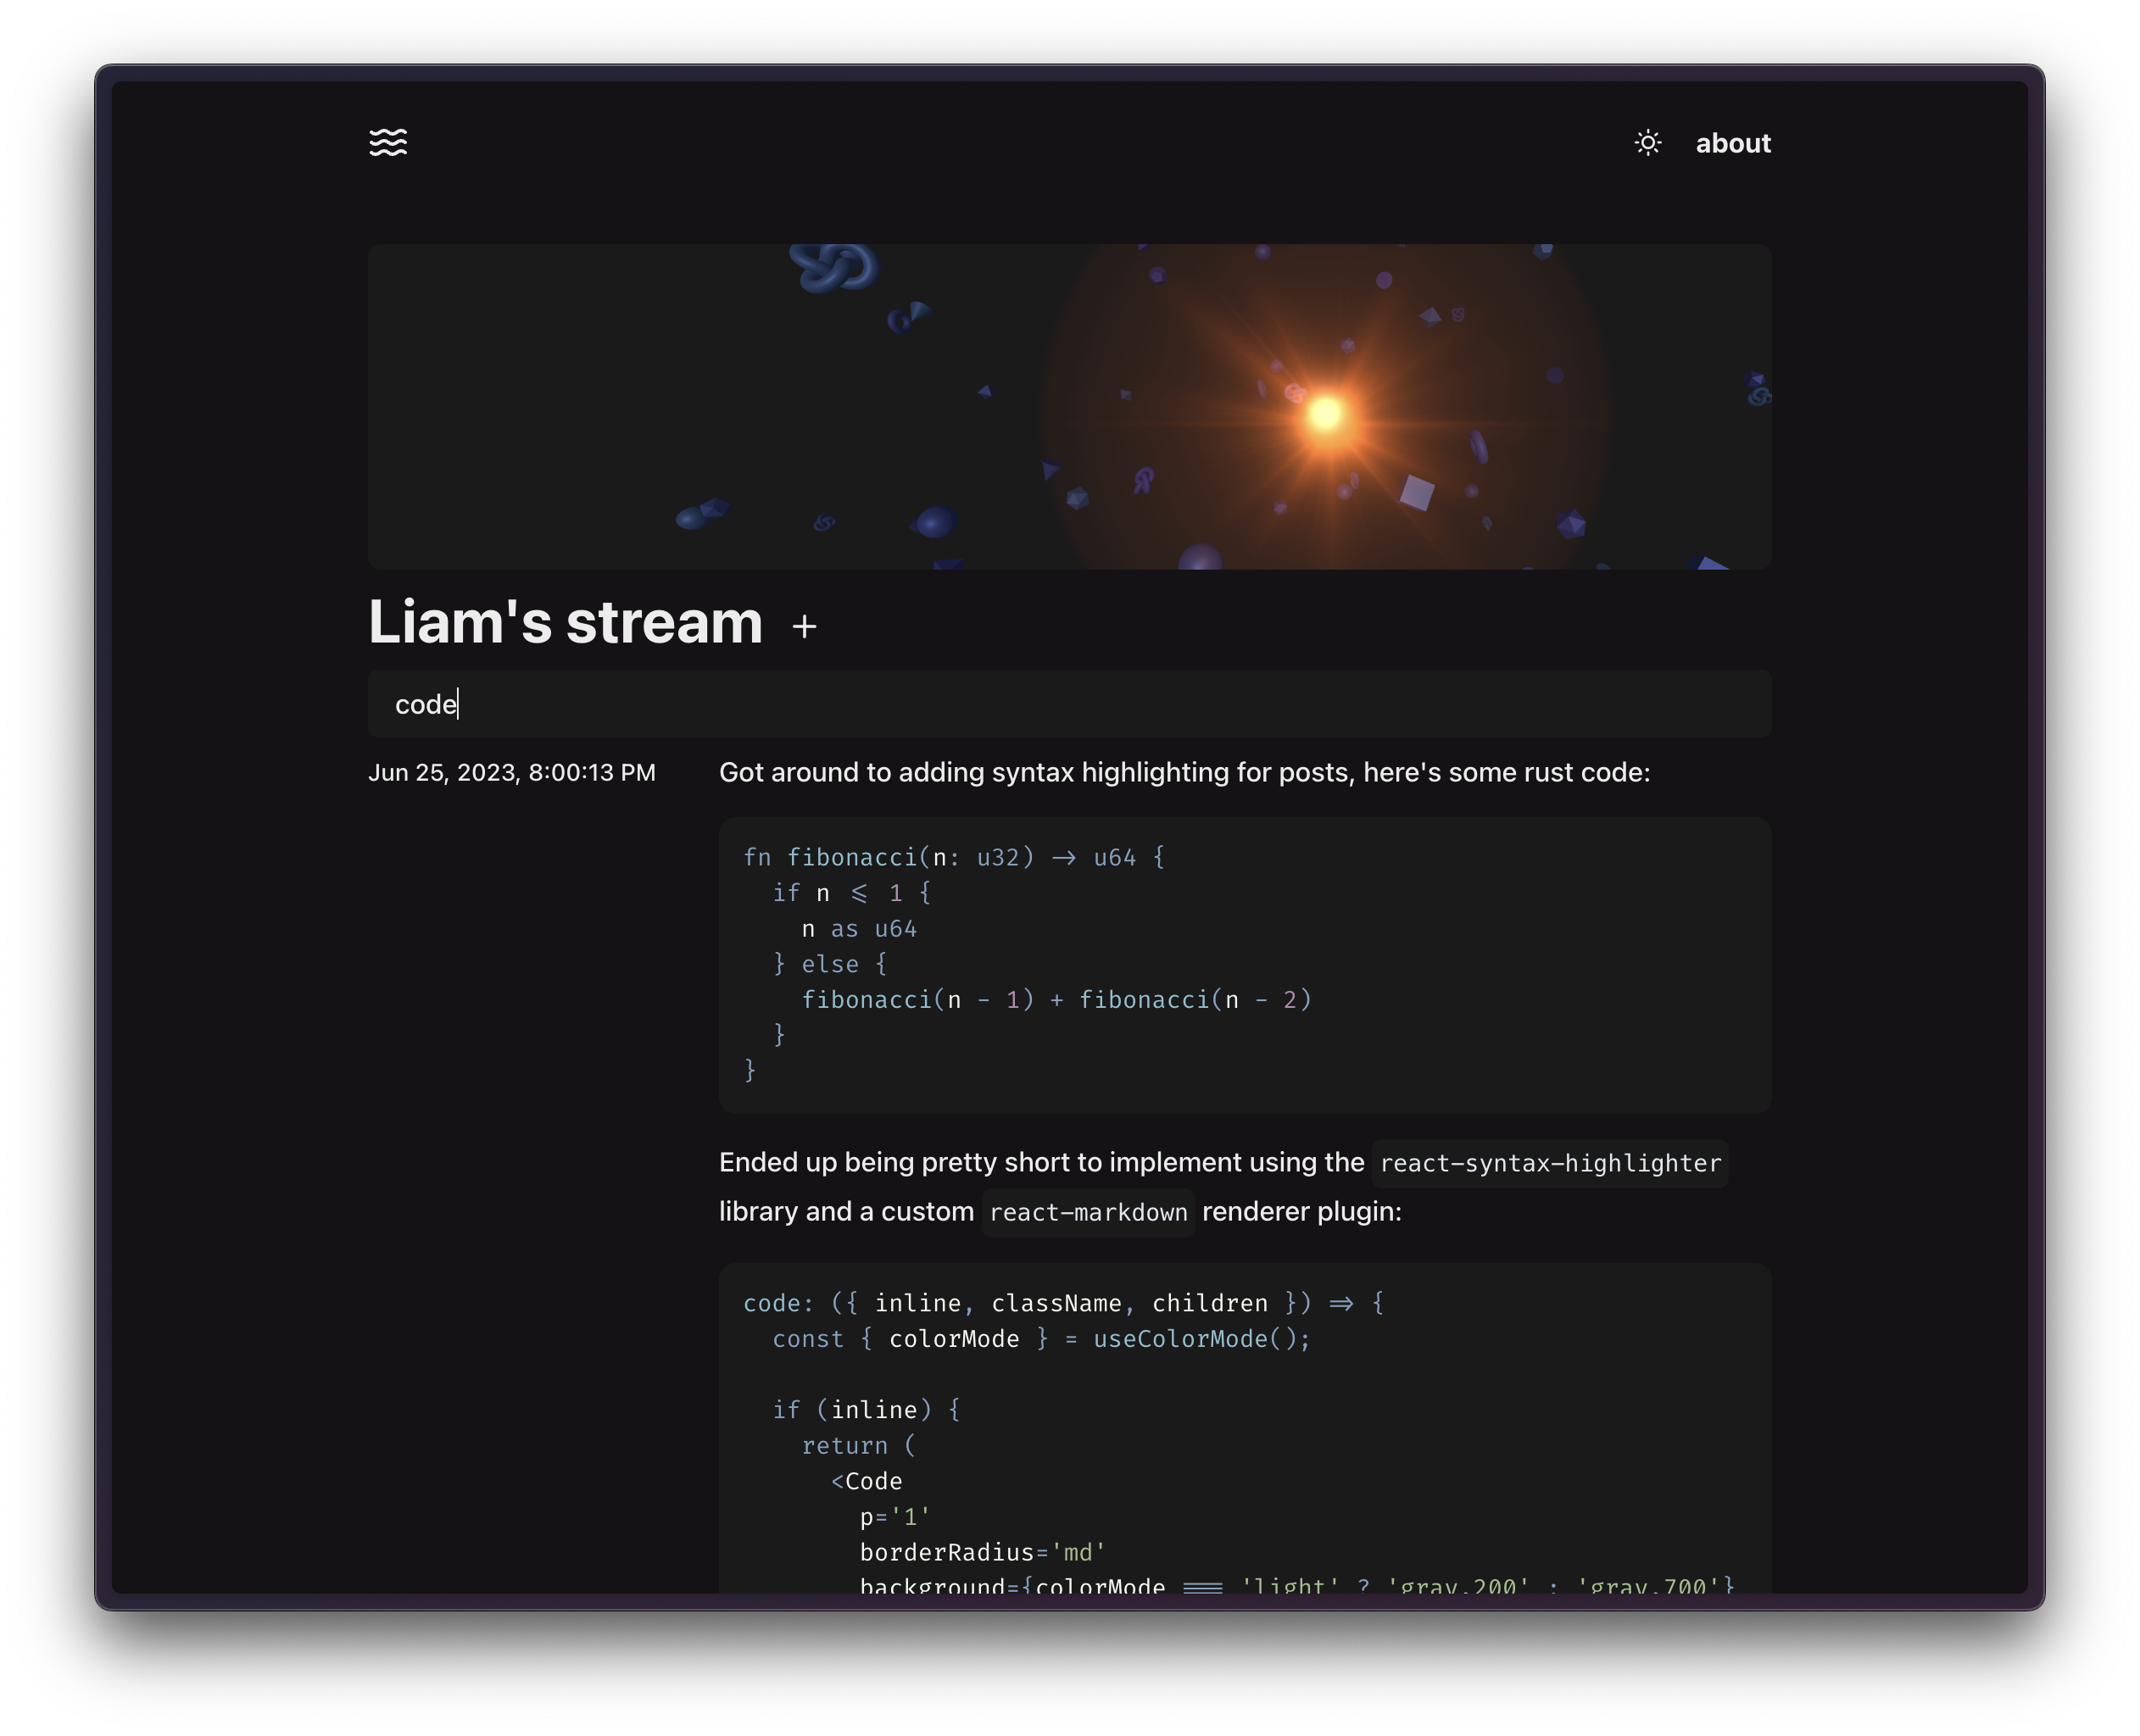 about
Liam's stream +
code
Jun 25, 2023, 8:00:13 PM
Got around to adding syntax highlighting for posts, here's some rust code:
fn fibonacci(n: u32) -> u64 {
  if n <= 1 {
    n as u64
  } else {
    fibonacci(n - 1) + fibonacci(n - 2)
  }
}
Ended up being pretty short to implement using the react-syntax-highlighter
library and a custom react-markdown renderer plugin:
code: ({ inline, className, children }) => {
  const { colorMode } = useColorMode();
  if (inline) {
    return (
      <Code
        p='1'
        borderRadius='md'
        background={colorMode === 'light' ? 'gray.200' : 'gray.700'}